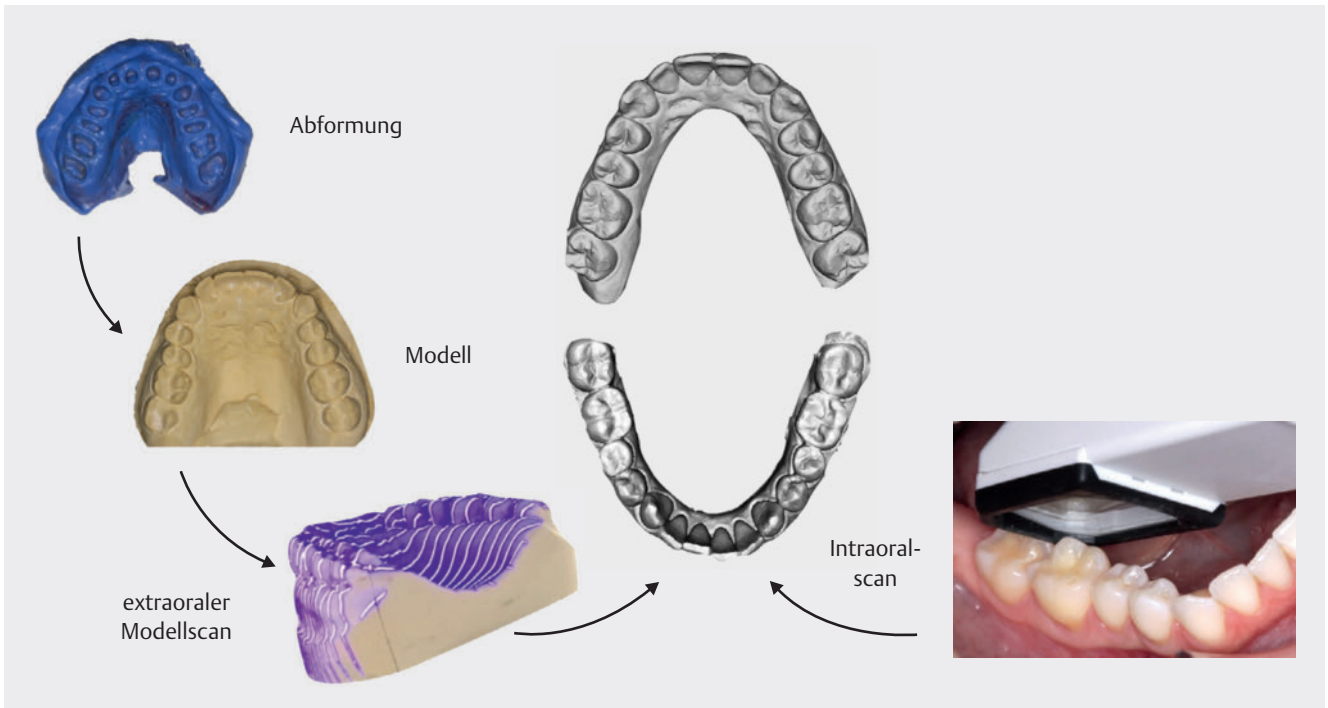 Abformung
Modell
extraoraler
Modellscan
Intraoral-
scan